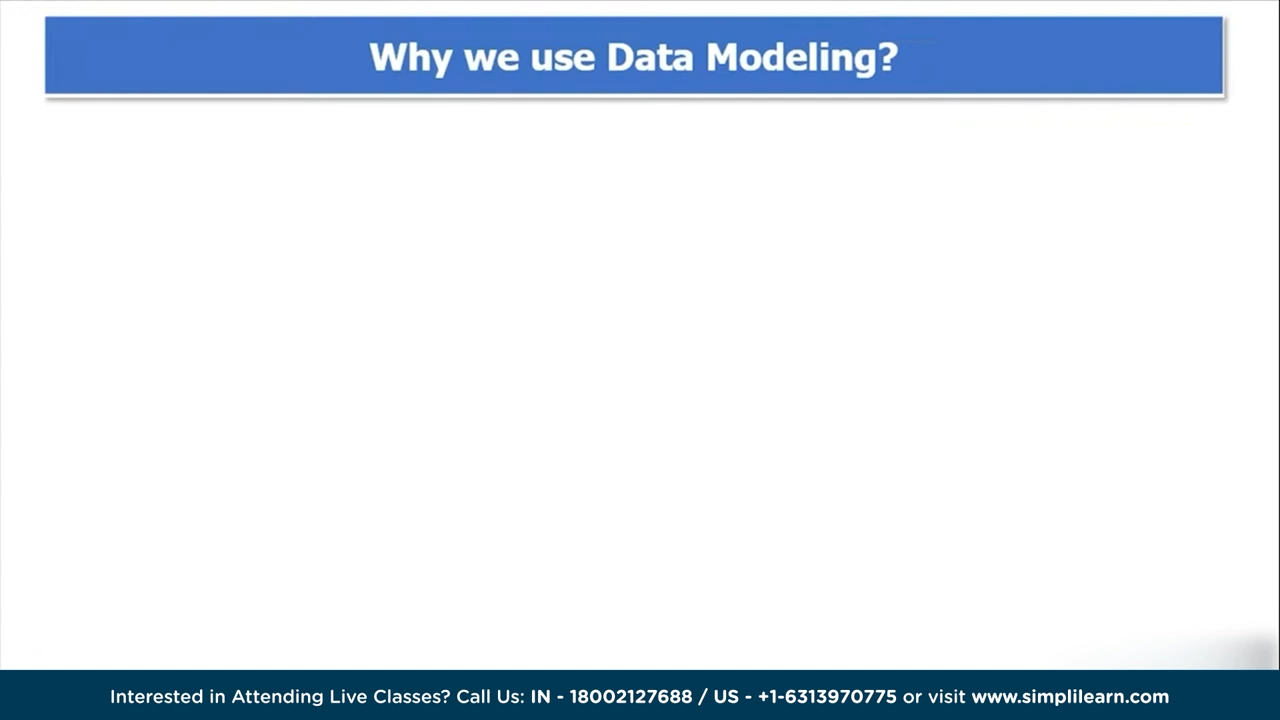 Why we use Data Modeling?
Interested in Attending Live Classes? Call Us: IN - 18002127688 / US - +1-6313970775 or visit www.simplilearn.com